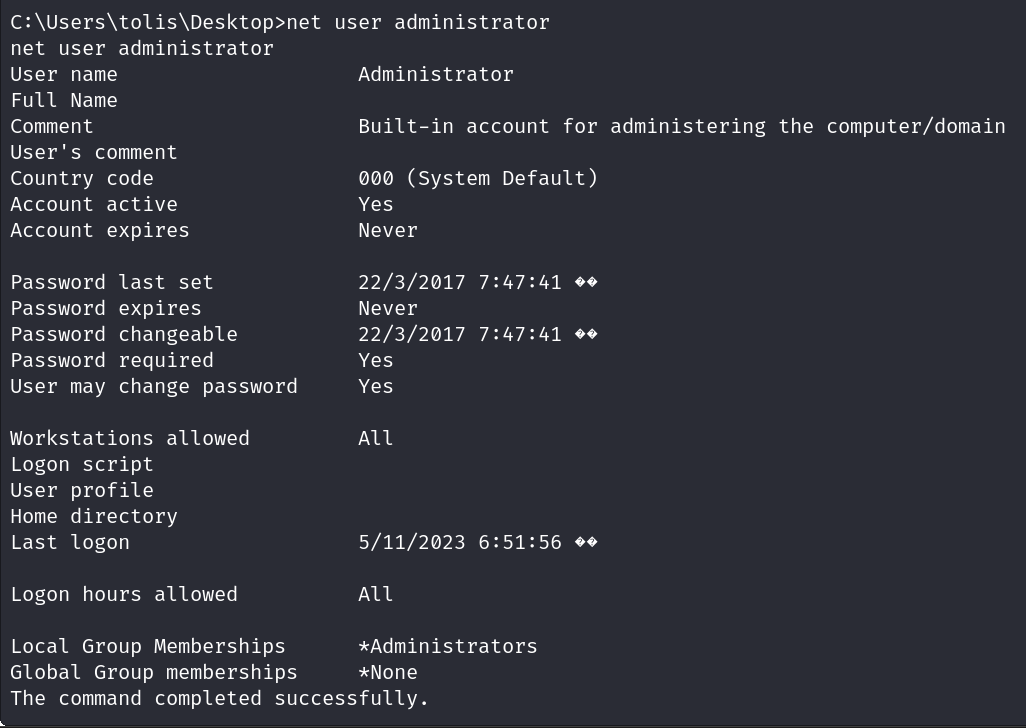 C:\Users\tolis\Desktop>net user administrator
net user administrator
User name                    Administrator
Full Name
Comment                      Built-in account for administering the computer/domain
User's comment
Country code                 000 (System Default)
Account active               Yes
Account expires              Never

Password last set            22/3/2017 7:47:41 ��
Password expires             Never
Password changeable          22/3/2017 7:47:41 ��
Password required            Yes
User may change password     Yes

Workstations allowed         All
Logon script
User profile
Home directory
Last logon                   5/11/2023 6:51:56 ��

Logon hours allowed          All

Local Group Memberships      *Administrators
Global Group memberships     *None
The command completed successfully.